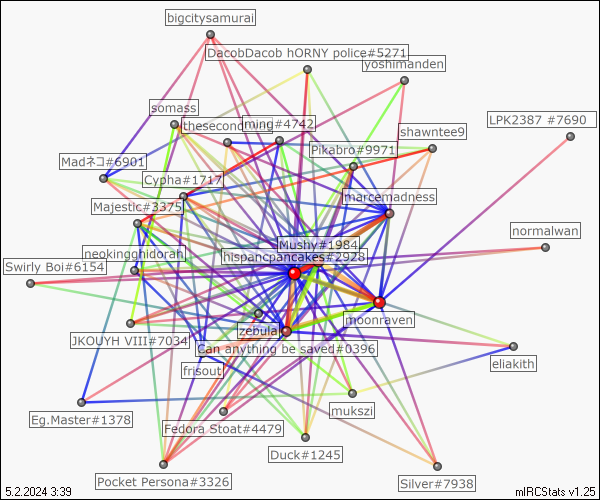 bigcitysamurai
DacobDacob hORNY police#5271
yoshimanden
somass
LPK2387 #7690
thesecond
ming#4742
shawntee9
Pikabro#9971
Madネコ#6901
Cypha#1717
marcemadness
Majestic#3375
normalwan
Mushy#1984
neokingghidorah
hispancpancakes#2928
Swirly Boi#6154
moonraven
zebulal
JKOUYH VIII#7034
Can anything be saved#0396
eliakith
frisout
mukszi
Eg.Master#1378
Fedora Stoat#4479
Duck#1245
Pocket Persona#3326
Silver#7938
5.2.2024 3:39
mIRCStats v1.25